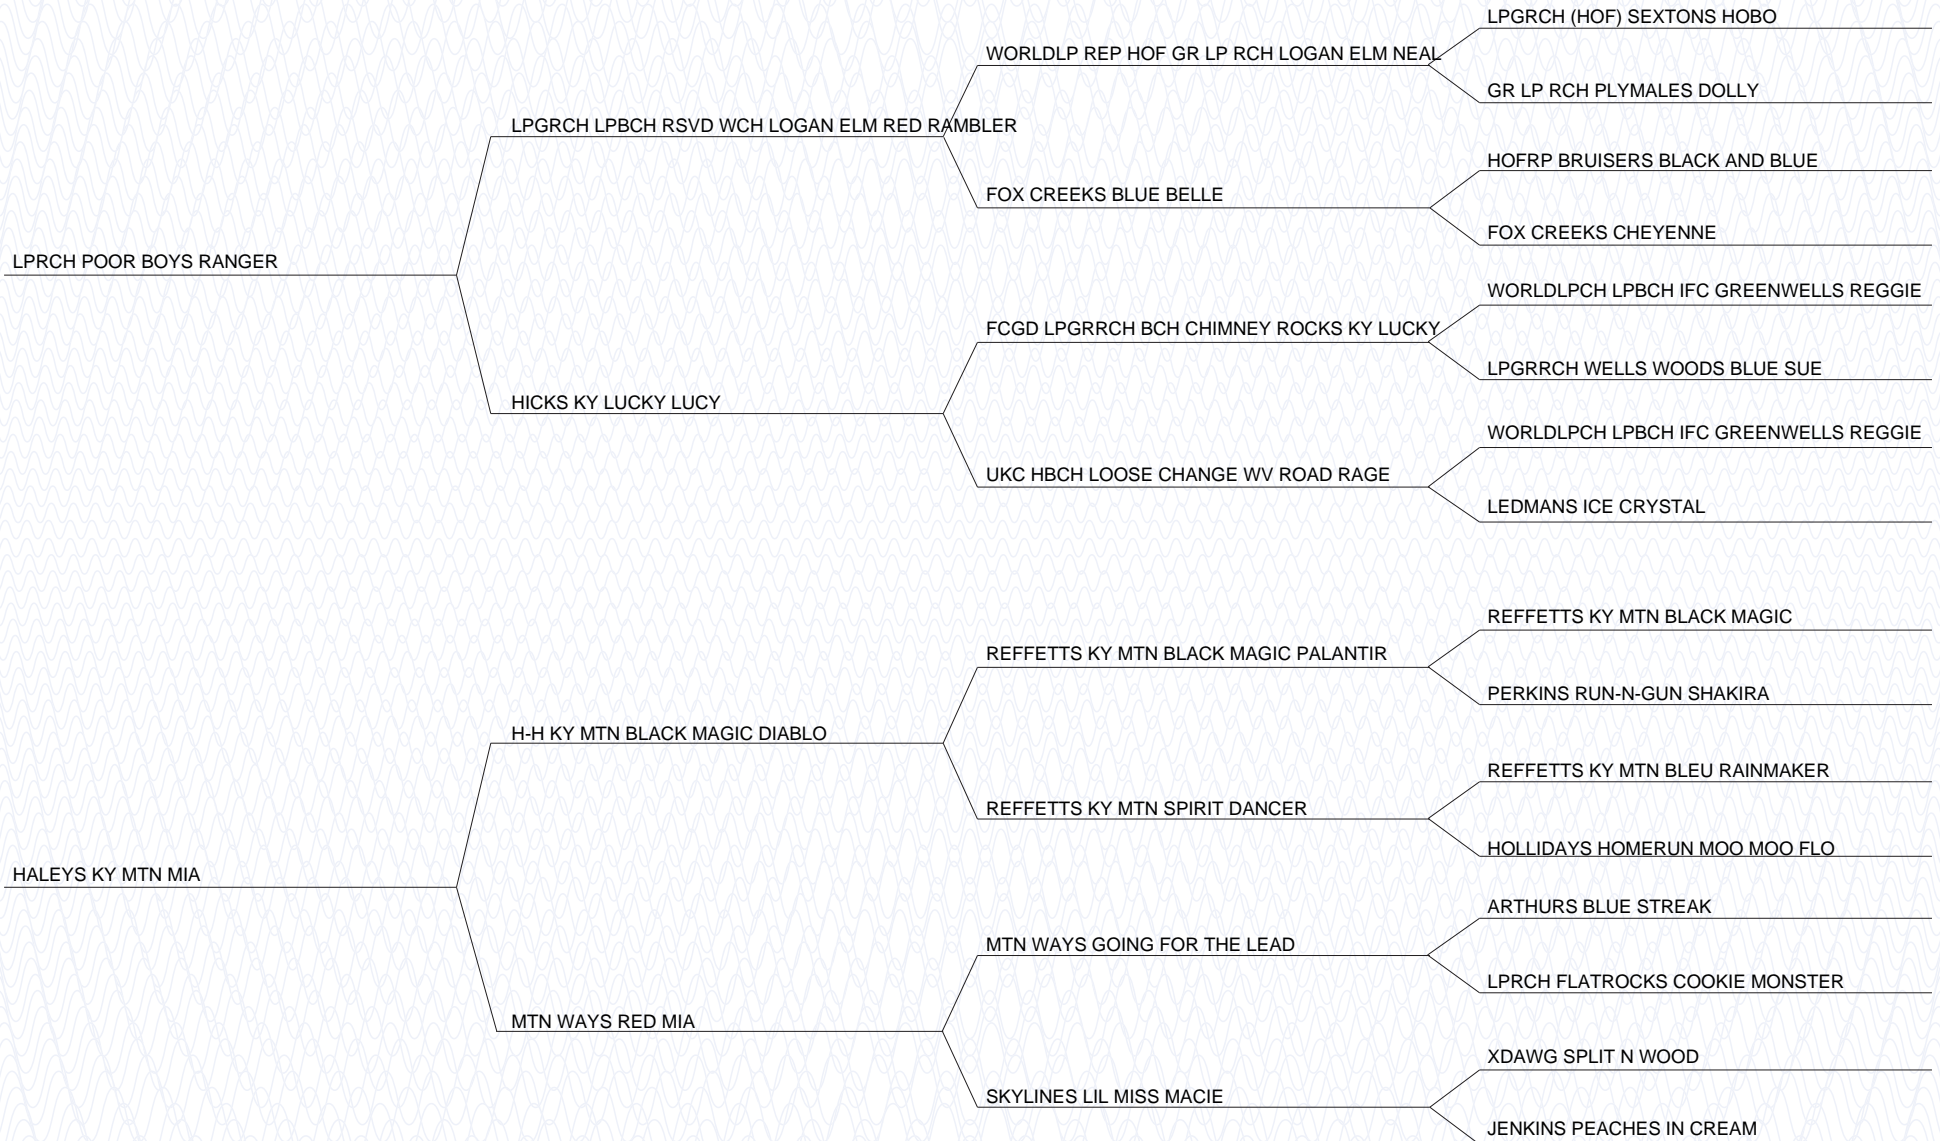 LPGRCH (HOF) SEXTONS HOBO
WORLDLP REP HOF GR LP RCH LOGAN ELM NEAL
GR LP RCH PLYMALES DOLLY
LPGRCH LPBCH RSVD WCH LOGAN ELM RED RAMBLER
HOFRP BRUISERS BLACK AND BLUE
FOX CREEKS BLUE BELLE
FOX CREEKS CHEYENNE
LPRCH POOR BOYS RANGER
WORLDLPCH LPBCH IFC GREENWELLS REGGIE
FCGD LPGRRCH BCH CHIMNEY ROCKS KY LUCKY
LPGRRCH WELLS WOODS BLUE SUE
HICKS KY LUCKY LUCY
WORLDLPCH LPBCH IFC GREENWELLS REGGIE
UKC HBCH LOOSE CHANGE WV ROAD RAGE
LEDMANS ICE CRYSTAL
REFFETTS KY MTN BLACK MAGIC
REFFETTS KY MTN BLACK MAGIC PALANTIR
PERKINS RUN-N-GUN SHAKIRA
H-H KY MTN BLACK MAGIC DIABLO
REFFETTS KY MTN BLEU RAINMAKER
REFFETTS KY MTN SPIRIT DANCER
HOLLIDAYS HOMERUN MOO MOO FLO
HALEYS KY MTN MIA
ARTHURS BLUE STREAK
MTN WAYS GOING FOR THE LEAD
LPRCH FLATROCKS COOKIE MONSTER
MTN WAYS RED MIA
XDAWG SPLIT N WOOD
SKYLINES LIL MISS MACIE
JENKINS PEACHES IN CREAM